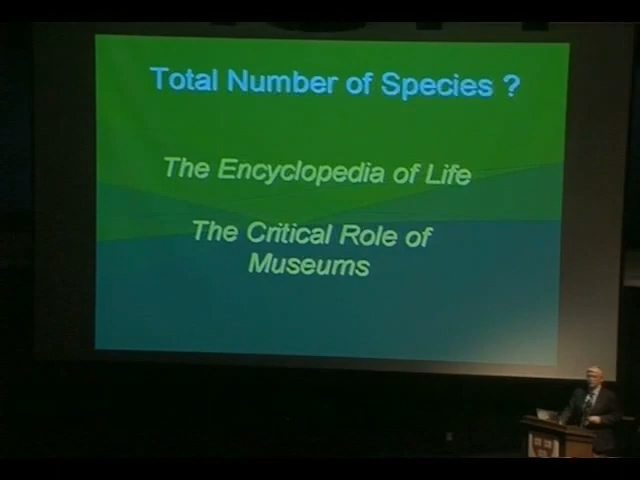 Total Number of Species ?
The Encyclopedia of Life
The Critical Role of
Museums